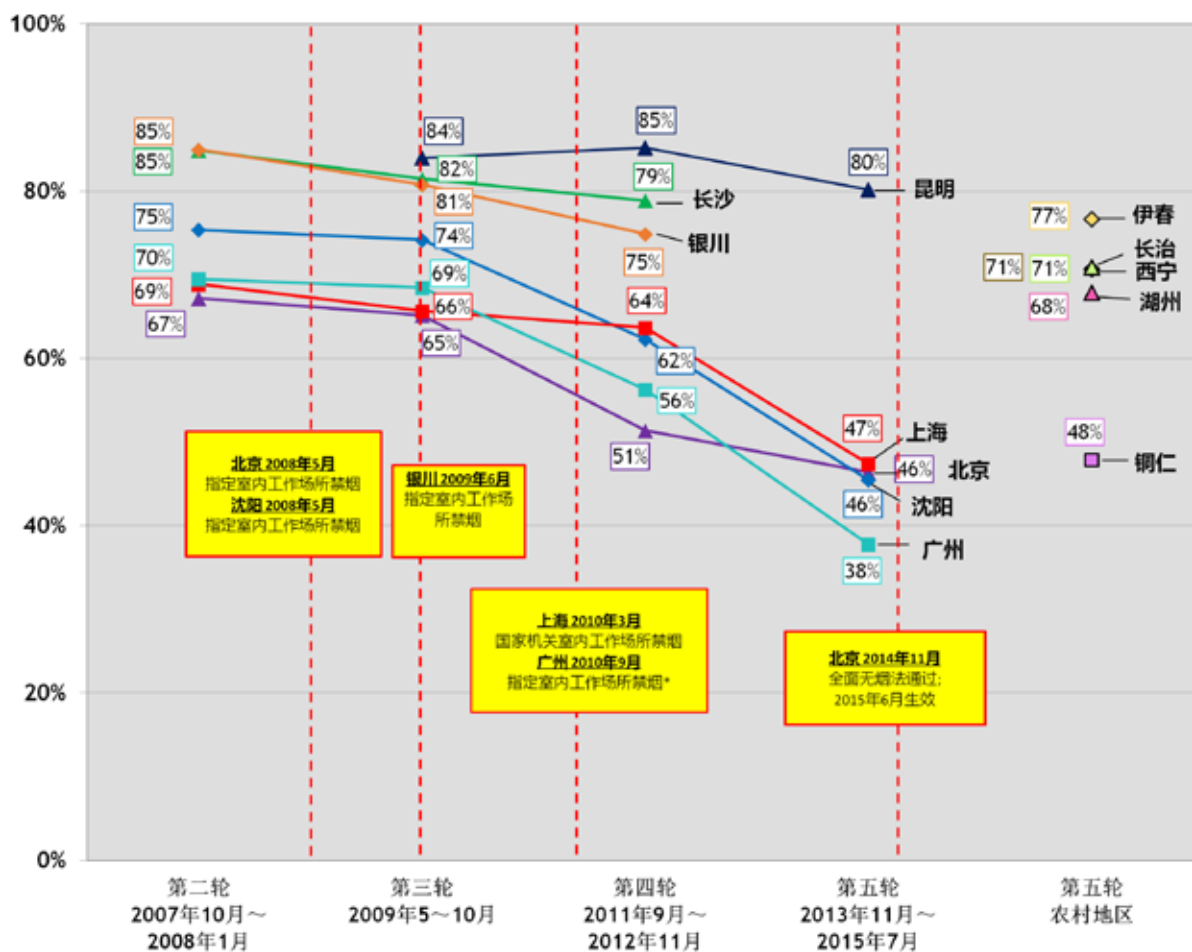 100%
80%
60%
40%
20%
0%
85%
85%
75%
70%
69%
67%
84%
82%
81%
74%
69%
66%
65%
85%
79%
75%
64%
62%
56%
51%
80%
47%
46%
46%
38%
昆明
长沙
银川
上海
北京
沈阳
广州
77%
71%
71%
68%
48%
伊春
长治
西宁
湖州
铜仁
北京 2008年5月
指定室内工作场所禁烟
沈阳 2008年5月
指定室内工作场所禁烟
银川 2009年6月
指定室内工作场
所禁烟
上海 2010年3月
国家机关室内工作场所禁烟
广州 2010年9月
指定室内工作场所禁烟*
北京 2014年11月
全面无烟法通过;
2015年6月生效
第二轮
2007年10月～
2008年1月
第三轮
2009年5～10月
第四轮
2011年9月～
2012年11月
第五轮
2013年11月～
2015年7月
第五轮
农村地区